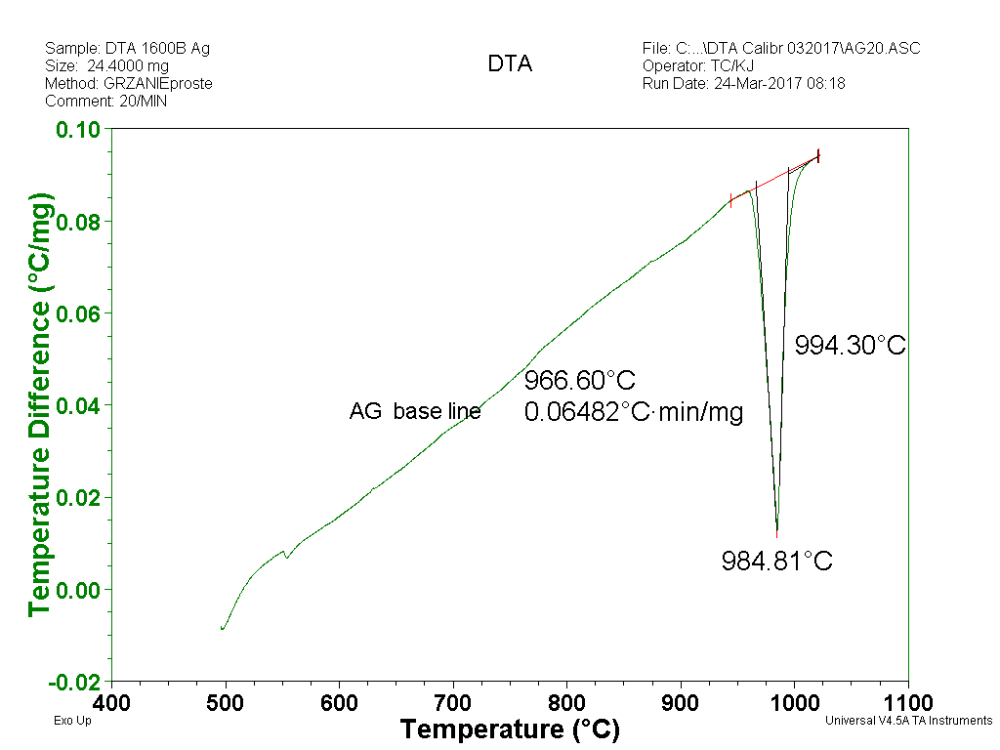 Sample: DTA 1600B Ag
Size: 24.4000 mg
Method: GRZANIEproste
Comment: 20/MIN
DTA
File: C:...\DTA Calibr 032017\AG20.ASC
Operator: TC/KJ
Run Date: 24-Mar-2017 08:18
0.10
0.08
0.06
0.04
0.02
0.00
-0.02
Temperature Difference (°C/mg)
994.30°C
966.60°C
0.06482°C·min/mg
AG base line
984.81°C
400 500 600 700 800 900 1000 1100
Temperature (°C)
Exo Up
Universal V4.5A TA Instruments